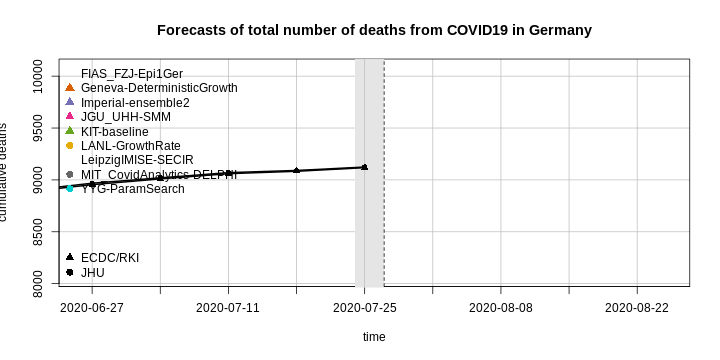 Forecasts of total number of deaths from COVID19 in Germany
10000
9500
9000
8500
8000
cumulative deaths
FIAS_FZJ-Epi1Ger
Geneva-DeterministicGrowth
Imperial-ensemble2
JGU_UHH-SMM
KIT-baseline
LANL-GrowthRate
LeipzigIMISE-SECIR
MIT_CovidAnalytics-DELPHI
YYG-ParamSearch
ECDC/RKI
JHU
2020-06-27
2020-07-11
2020-07-25
2020-08-08
2020-08-22
time